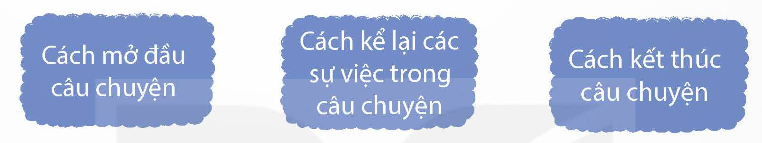 Cách mở đầu
câu chuyện
Cách kể lại các
sự việc trong
câu chuyện
Cách kết thúc
câu chuyện